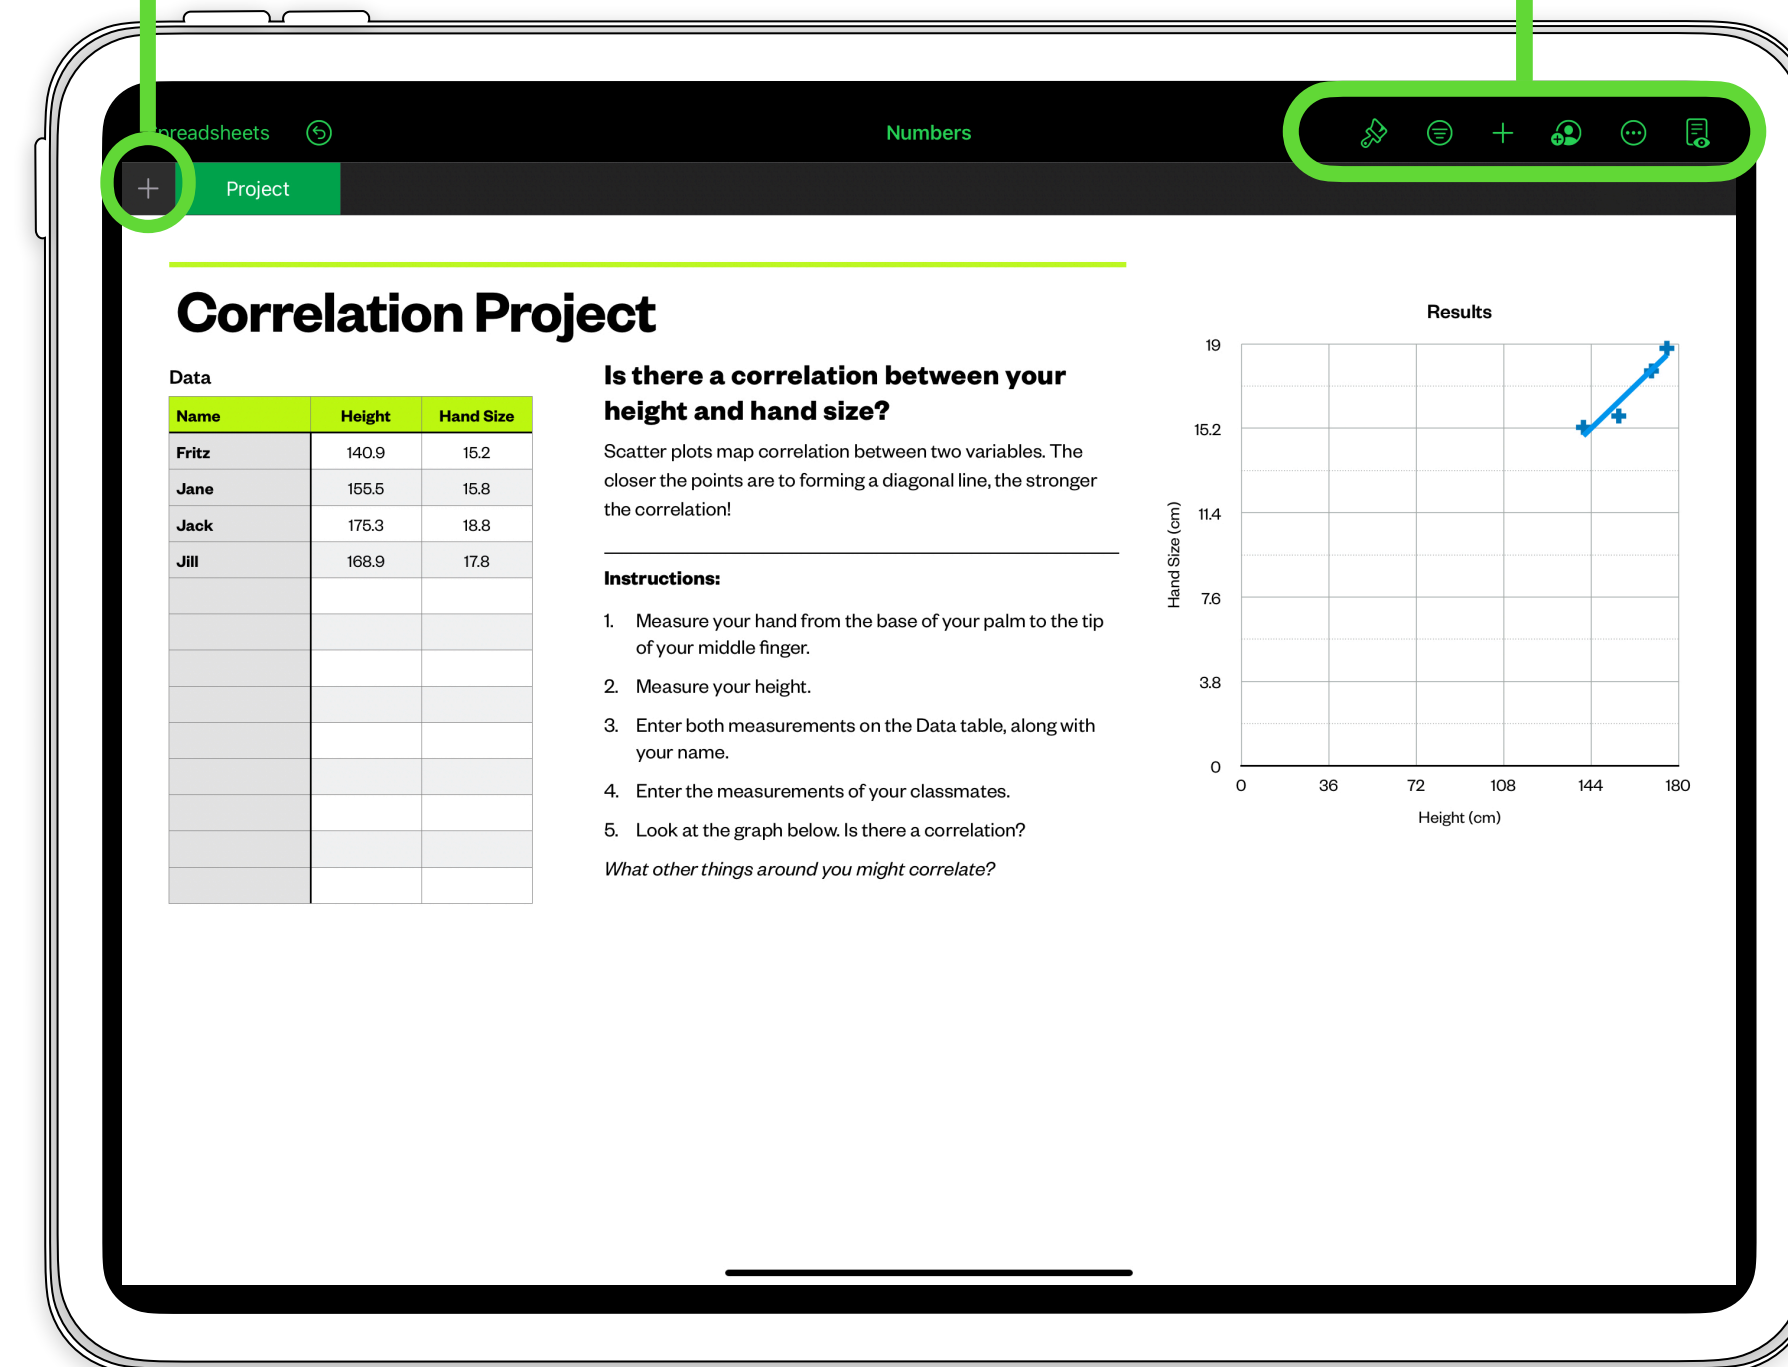 preadsheets
Numbers
Project
Correlation Project
Data
Name Height Hand Size
Fritz 140.9 15.2
Jane 155.5 15.8
Jack 175.3 18.8
Jill 168.9 17.8
Is there a correlation between your
height and hand size?
Scatter plots map correlation between two variables. The
closer the points are to forming a diagonal line, the stronger
the correlation!
Instructions:
1. Measure your hand from the base of your palm to the tip
of your middle finger.
2. Measure your height.
3. Enter both measurements on the Data table, along with
your name.
4. Enter the measurements of your classmates.
5. Look at the graph below. Is there a correlation?
What other things around you might correlate?
Results
19
15.2
11.4
7.6
3.8
0
Hand Size (cm)
0 36 72 108 144 180
Height (cm)